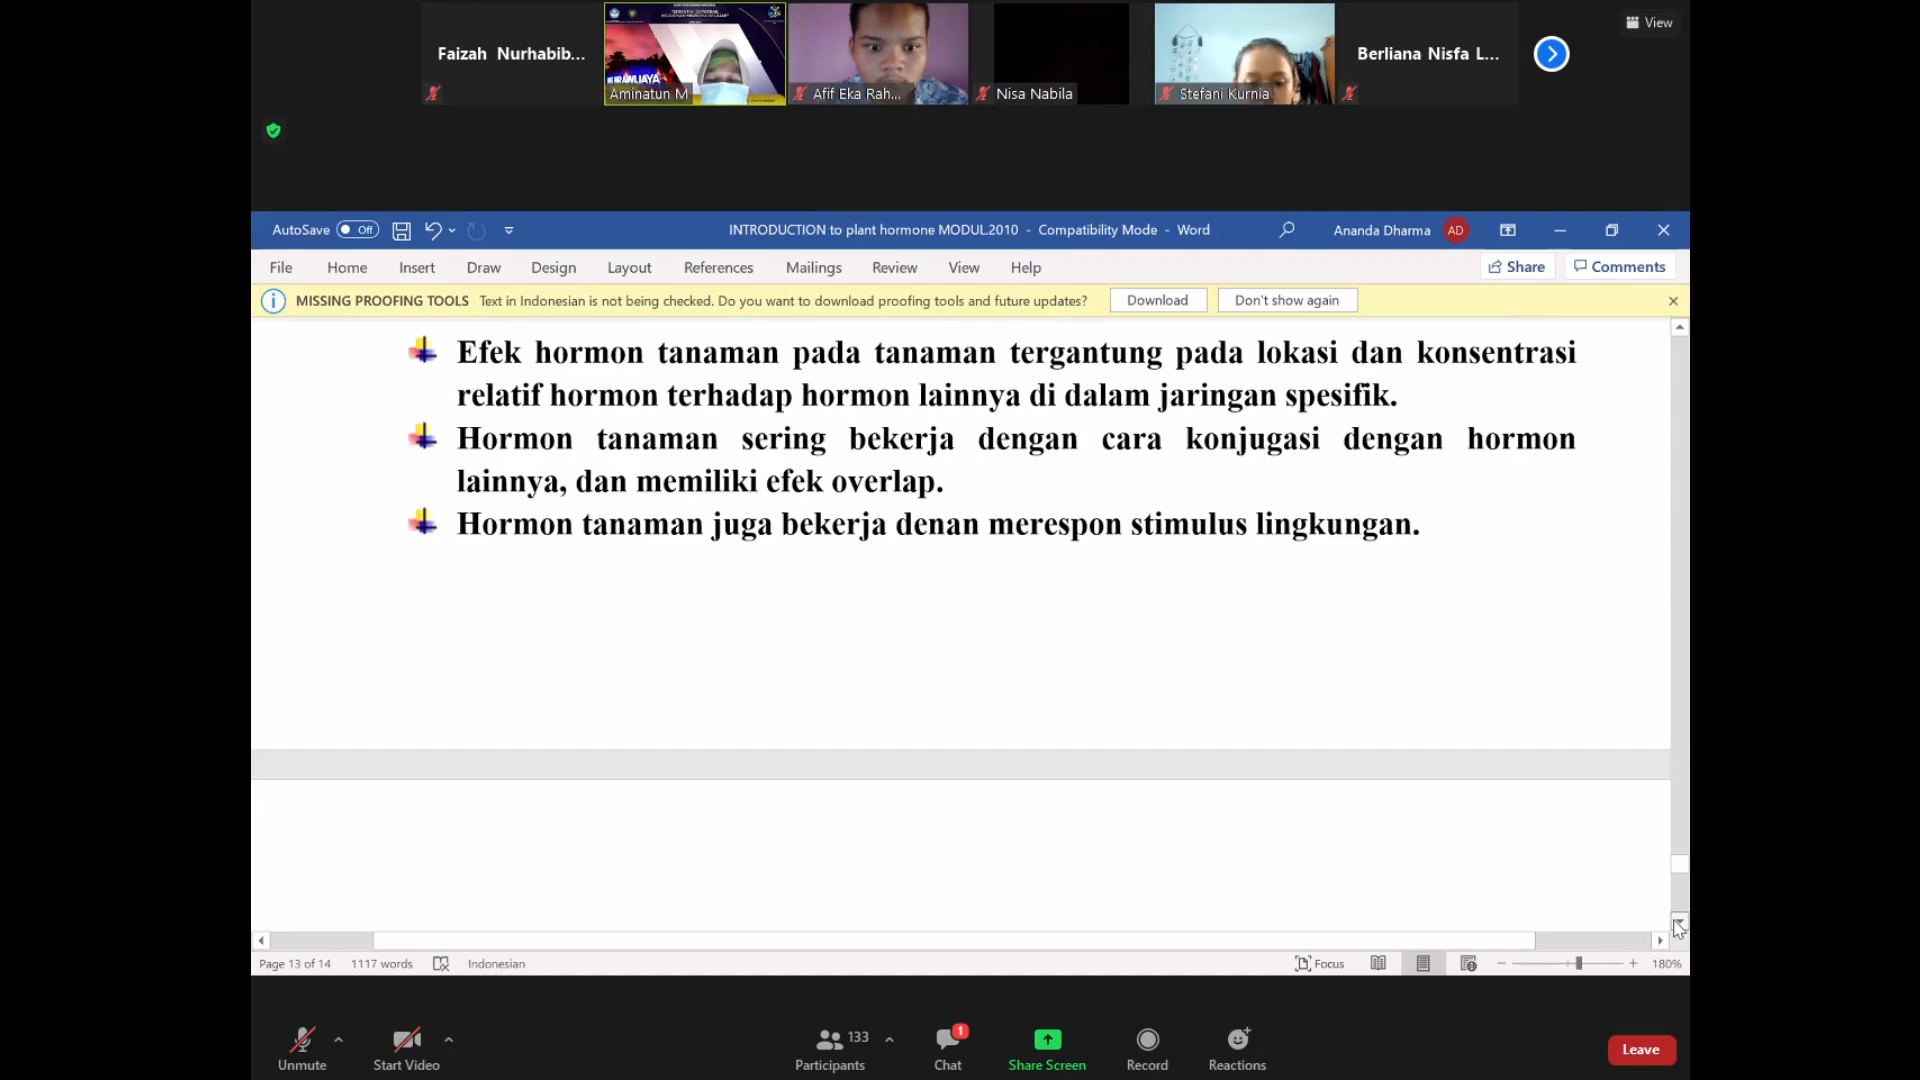 Faizah Nurhabib...
Aminatun M
Afif Eka Rah...
Nisa Nabila
Stefani Kurnia
Berliana Nisfa L...
View
AutoSave Off
INTRODUCTION to plant hormone MODUL.2010 - Compatibility Mode - Word
Ananda Dharma AD
File Home Insert Draw Design Layout References Mailings Review View Help
Share Comments
MISSING PROOFING TOOLS Text in Indonesian is not being checked. Do you want to download proofing tools and future updates? Download Don't show again
Efek hormon tanaman pada tanaman tergantung pada lokasi dan konsentrasi
relatif hormon terhadap hormon lainnya di dalam jaringan spesifik.
Hormon tanaman sering bekerja dengan cara konjugasi dengan hormon
lainnya, dan memiliki efek overlap.
Hormon tanaman juga bekerja denan merespon stimulus lingkungan.
Page 13 of 14 1117 words Indonesian Focus 180%
133 1
Unmute Start Video Participants Chat Share Screen Record Reactions Leave